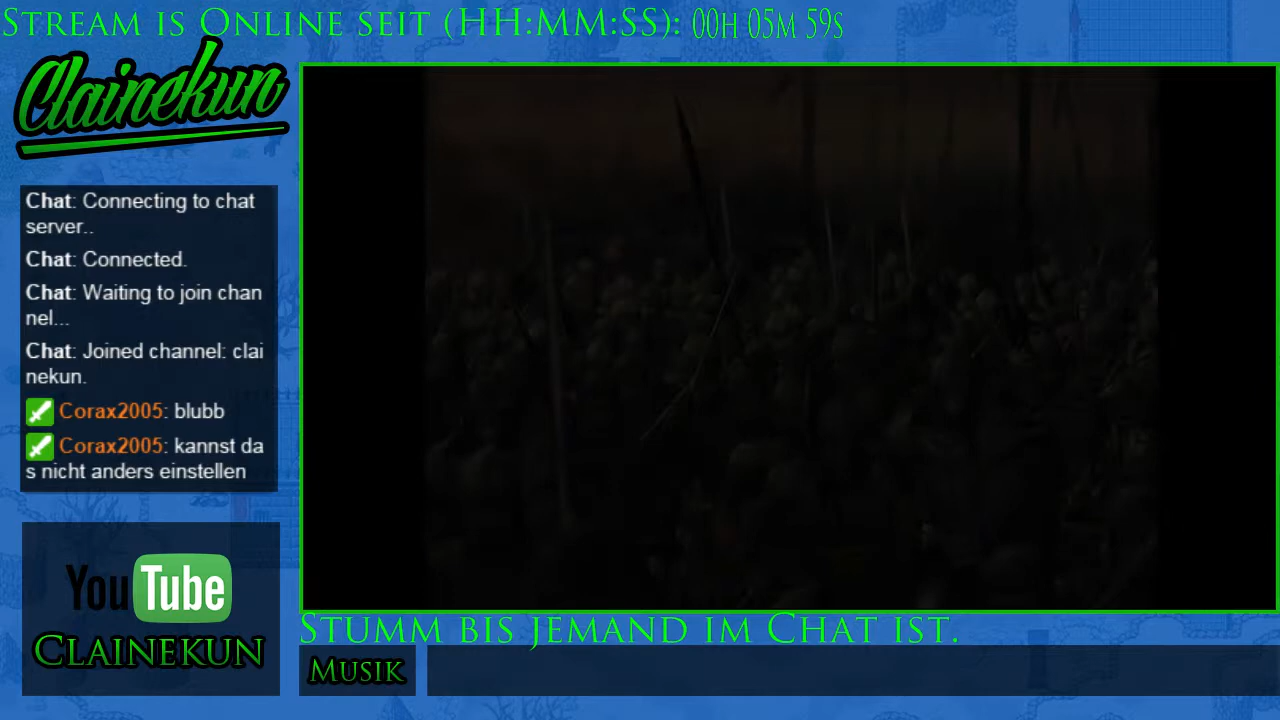 Stream is Online seit (HH:MM:SS): 00h 05m 59s
Clainekun
Chat: Connecting to chat
server..
Chat: Connected.
Chat: Waiting to join chan
nel...
Chat: Joined channel: clai
nekun.
Corax2005: blubb
Corax2005: kannst da
s nicht anders einstellen
YouTube
Clainekun
Stumm bis jemand im Chat ist.
Musik